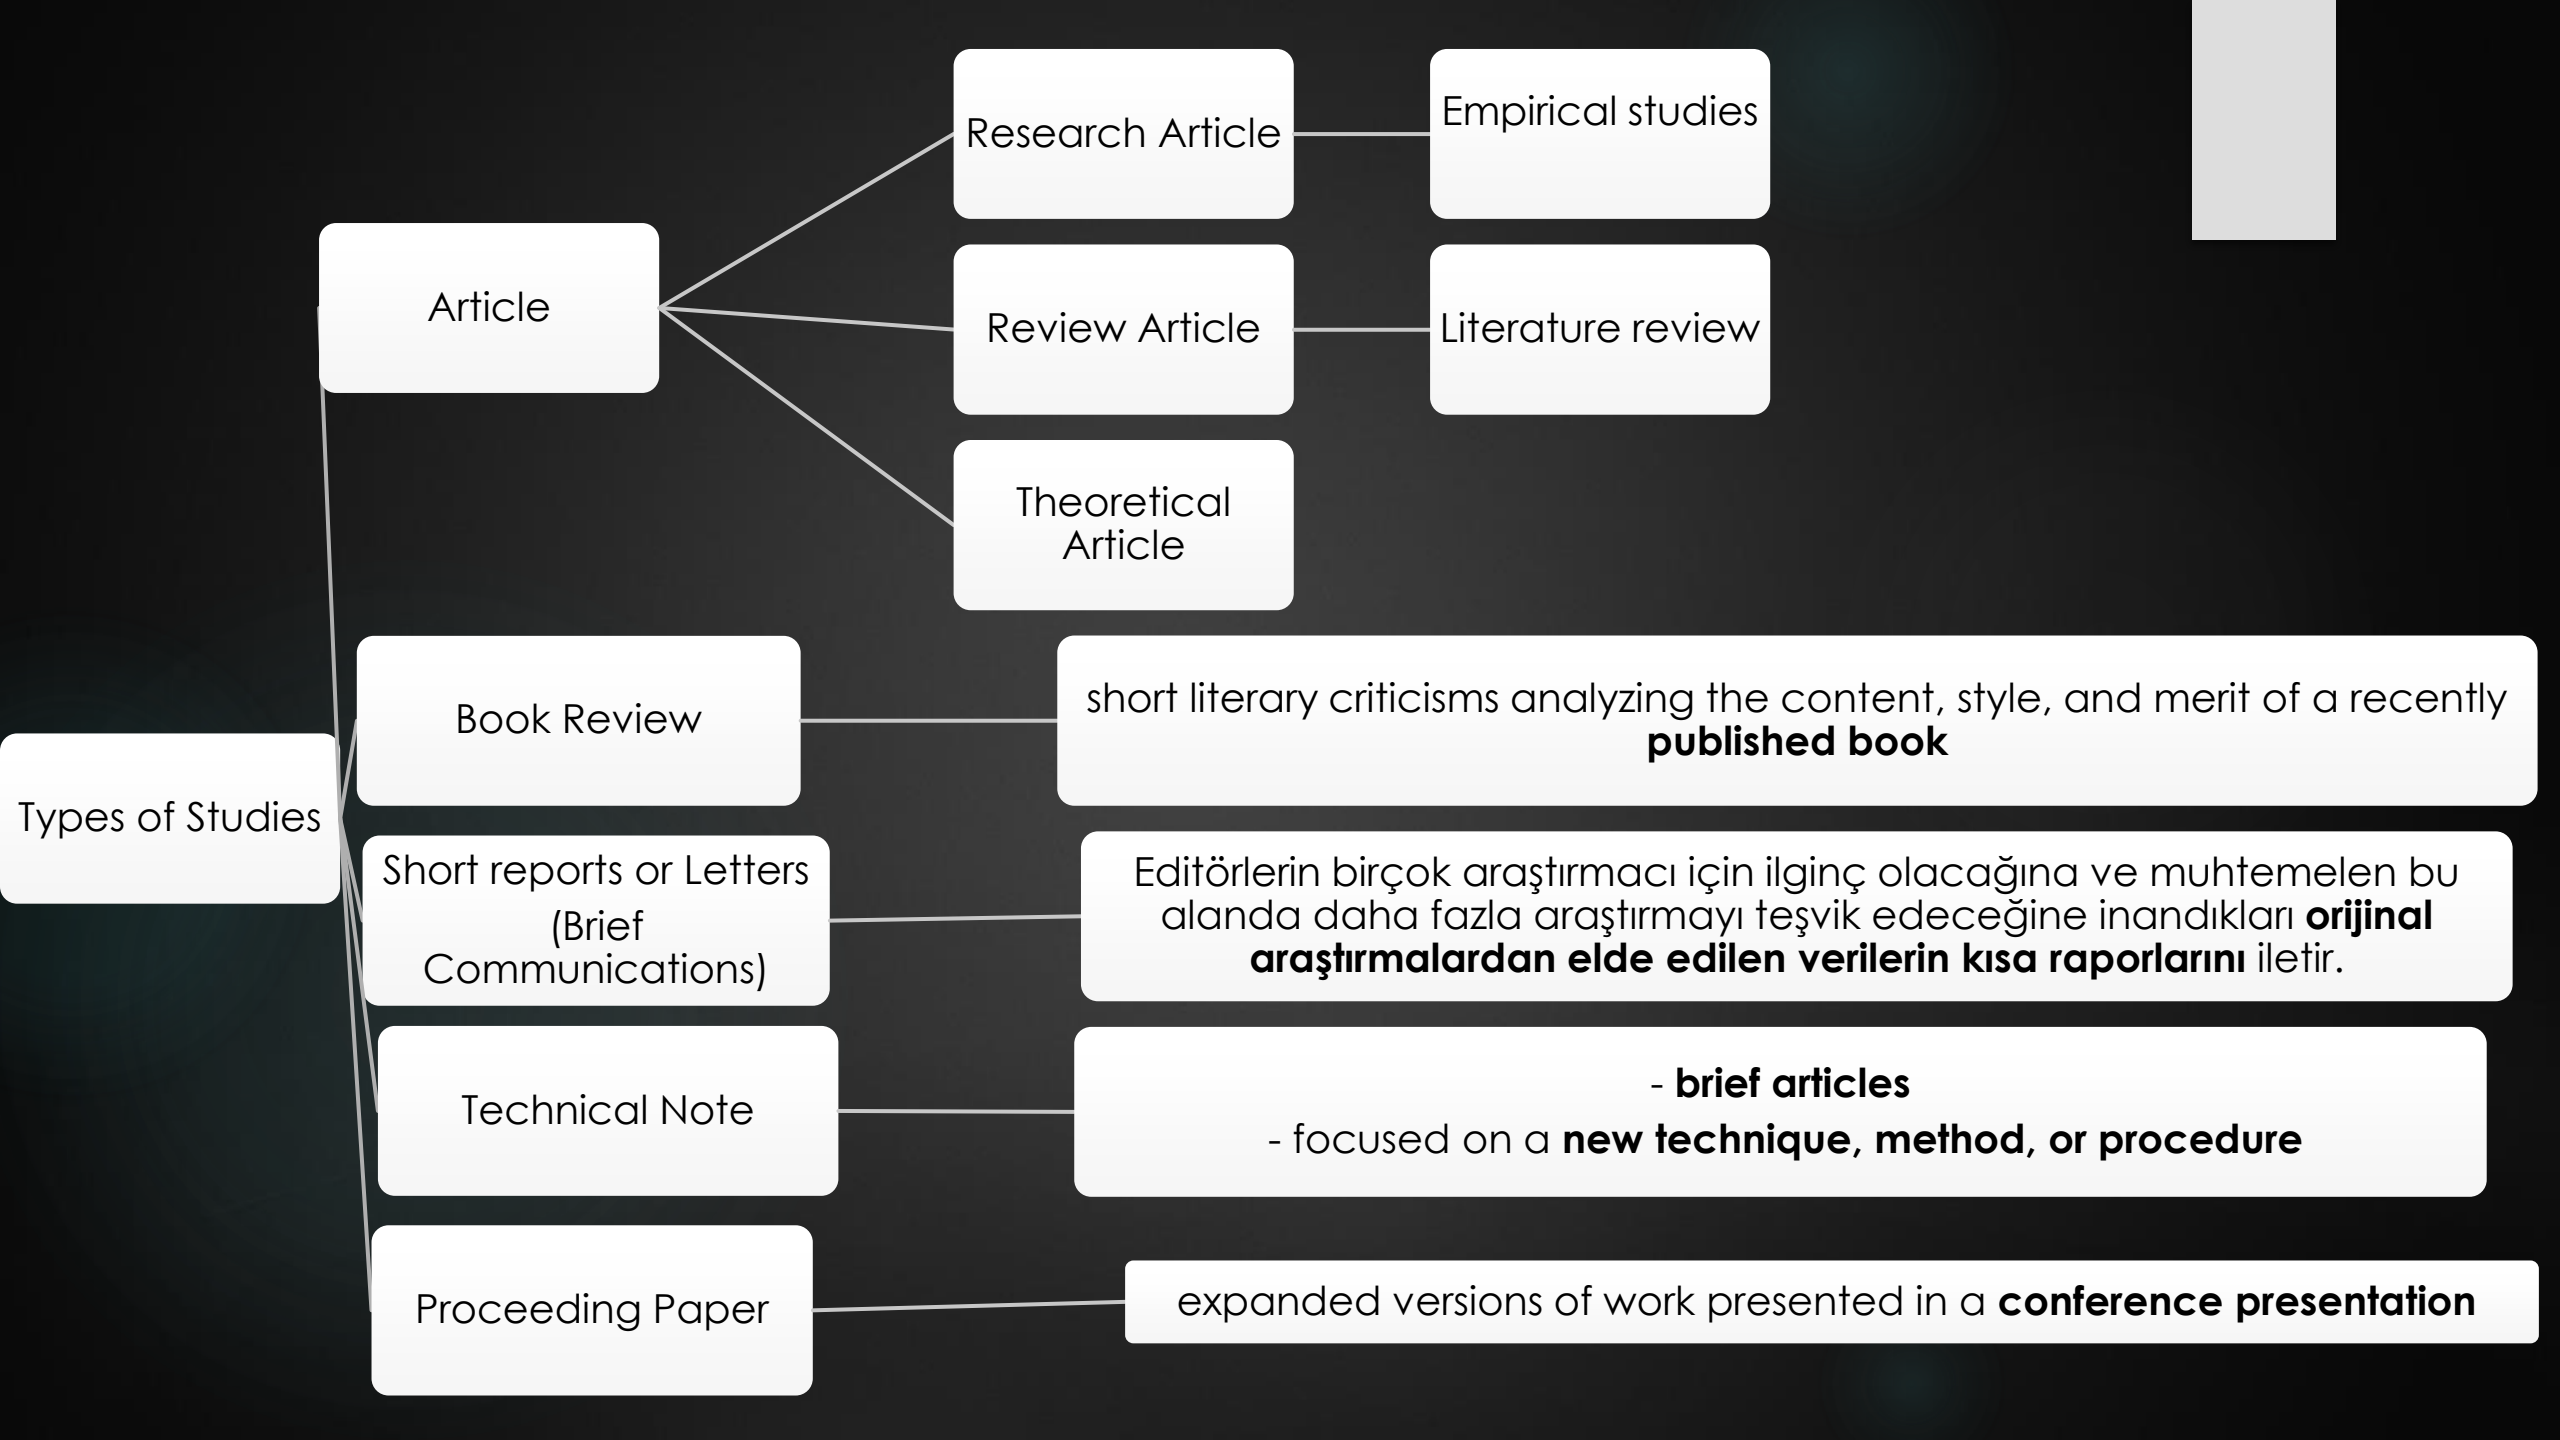 Research Article
Empirical studies
Article
Review Article
Literature review
Theoretical
Article
Types of Studies
Book Review
short literary criticisms analyzing the content, style, and merit of a recently
published book
Short reports or Letters
(Brief
Communications)
Editörlerin birçok araştırmacı için ilginç olacağına ve muhtemelen bu
alanda daha fazla araştırmayı teşvik edeceğine inandıkları orijinal
araştırmalardan elde edilen verilerin kısa raporlarını iletir.
Technical Note
- brief articles
- focused on a new technique, method, or procedure
Proceeding Paper
expanded versions of work presented in a conference presentation